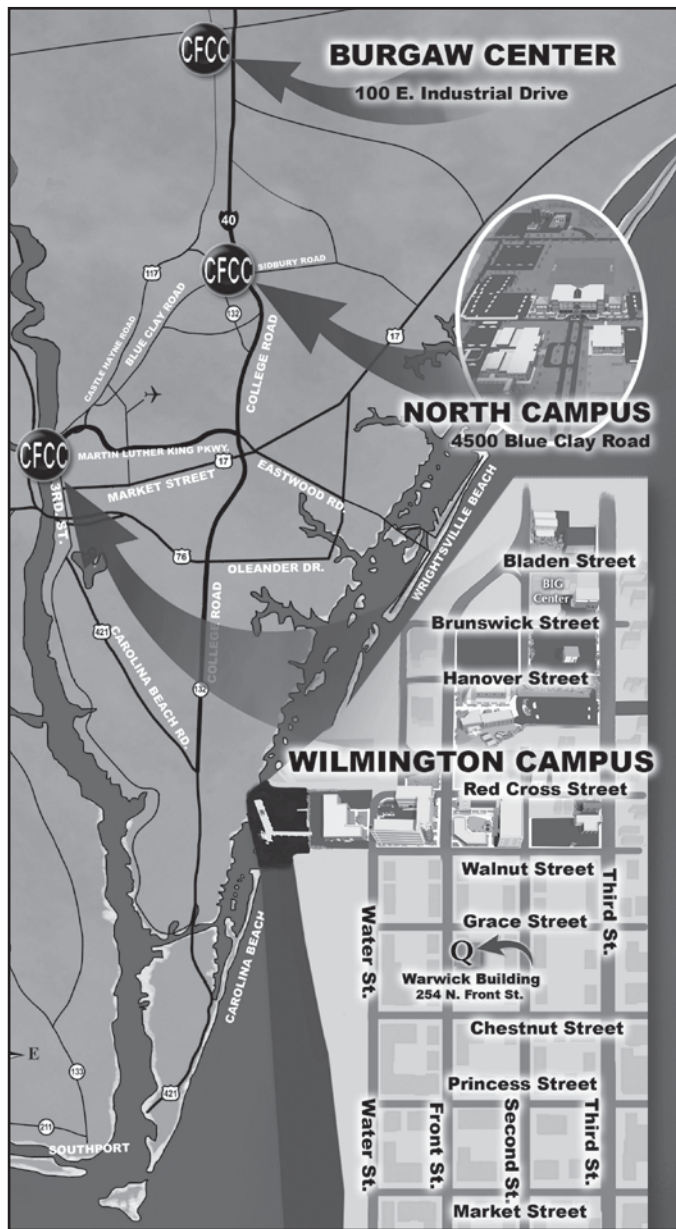 CFCC
BURGAW CENTER
100 E. Industrial Drive
40
CFCC
SIDBURY ROAD
117
132
CASTLE HAYNE ROAD
BLUE CLAY ROAD
COLLEGE ROAD
17
NORTH CAMPUS
4500 Blue Clay Road
CFCC
MARTIN LUTHER KING PKWY.
17
MARKET STREET
EASTWOOD RD.
3RD. ST.
WRIGHTSVILLLE BEACH
76
OLEANDER DR.
421
CAROLINA BEACH RD.
COLLEGE ROAD
132
Bladen Street
BIG
Center
Brunswick Street
Hanover Street
WILMINGTON CAMPUS
Red Cross Street
Walnut Street
Third St.
Grace Street
Water St.
Q
Warwick Building
254 N. Front St.
CAROLINA BEACH
Chestnut Street
E
133
421
Princess Street
211
SOUTHPORT
Water St.
Front St.
Second St.
Third St.
Market Street